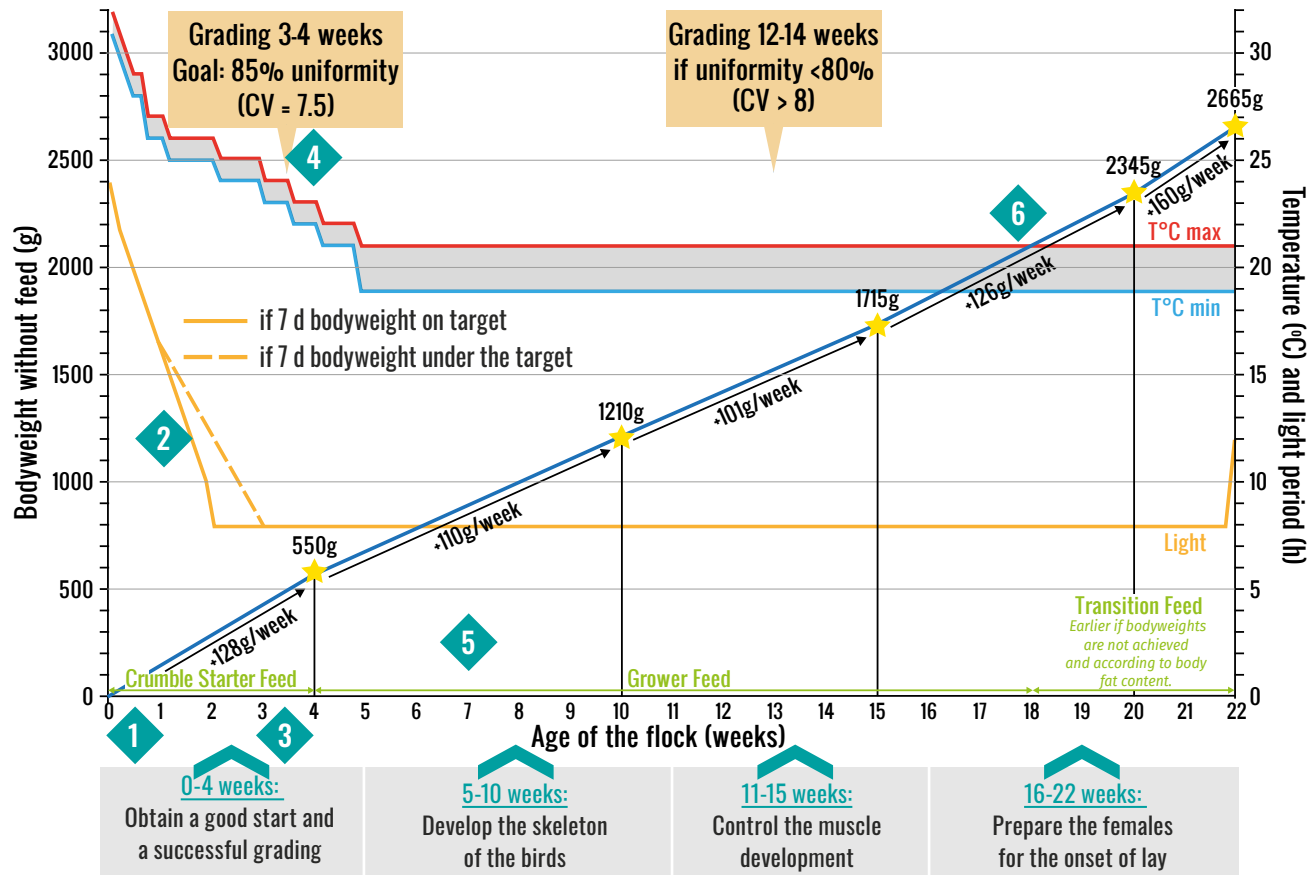 Grading 3-4 weeks
Goal: 85% uniformity
(CV = 7.5)
Grading 12-14 weeks
if uniformity <80%
(CV > 8)
Bodyweight without feed (g)
3000
2500
2000
1500
1000
500
0
Temperature (ºC) and light period (h)
30
25
20
15
10
5
0
4
6
2
5
1
3
2665g
+160g/week
2345g
T°C max
+126g/week
1715g
T°C min
if 7 d bodyweight on target
if 7 d bodyweight under the target
+101g/week
1210g
+110g/week
550g
+128g/week
Light
Transition Feed
Earlier if bodyweights
are not achieved
and according to body
fat content.
Crumble Starter Feed
Grower Feed
0 1 2 3 4 5 6 7 8 9 10 11 12 13 14 15 16 17 18 19 20 21 22
Age of the flock (weeks)
0-4 weeks:
Obtain a good start and
a successful grading
5-10 weeks:
Develop the skeleton
of the birds
11-15 weeks:
Control the muscle
development
16-22 weeks:
Prepare the females
for the onset of lay